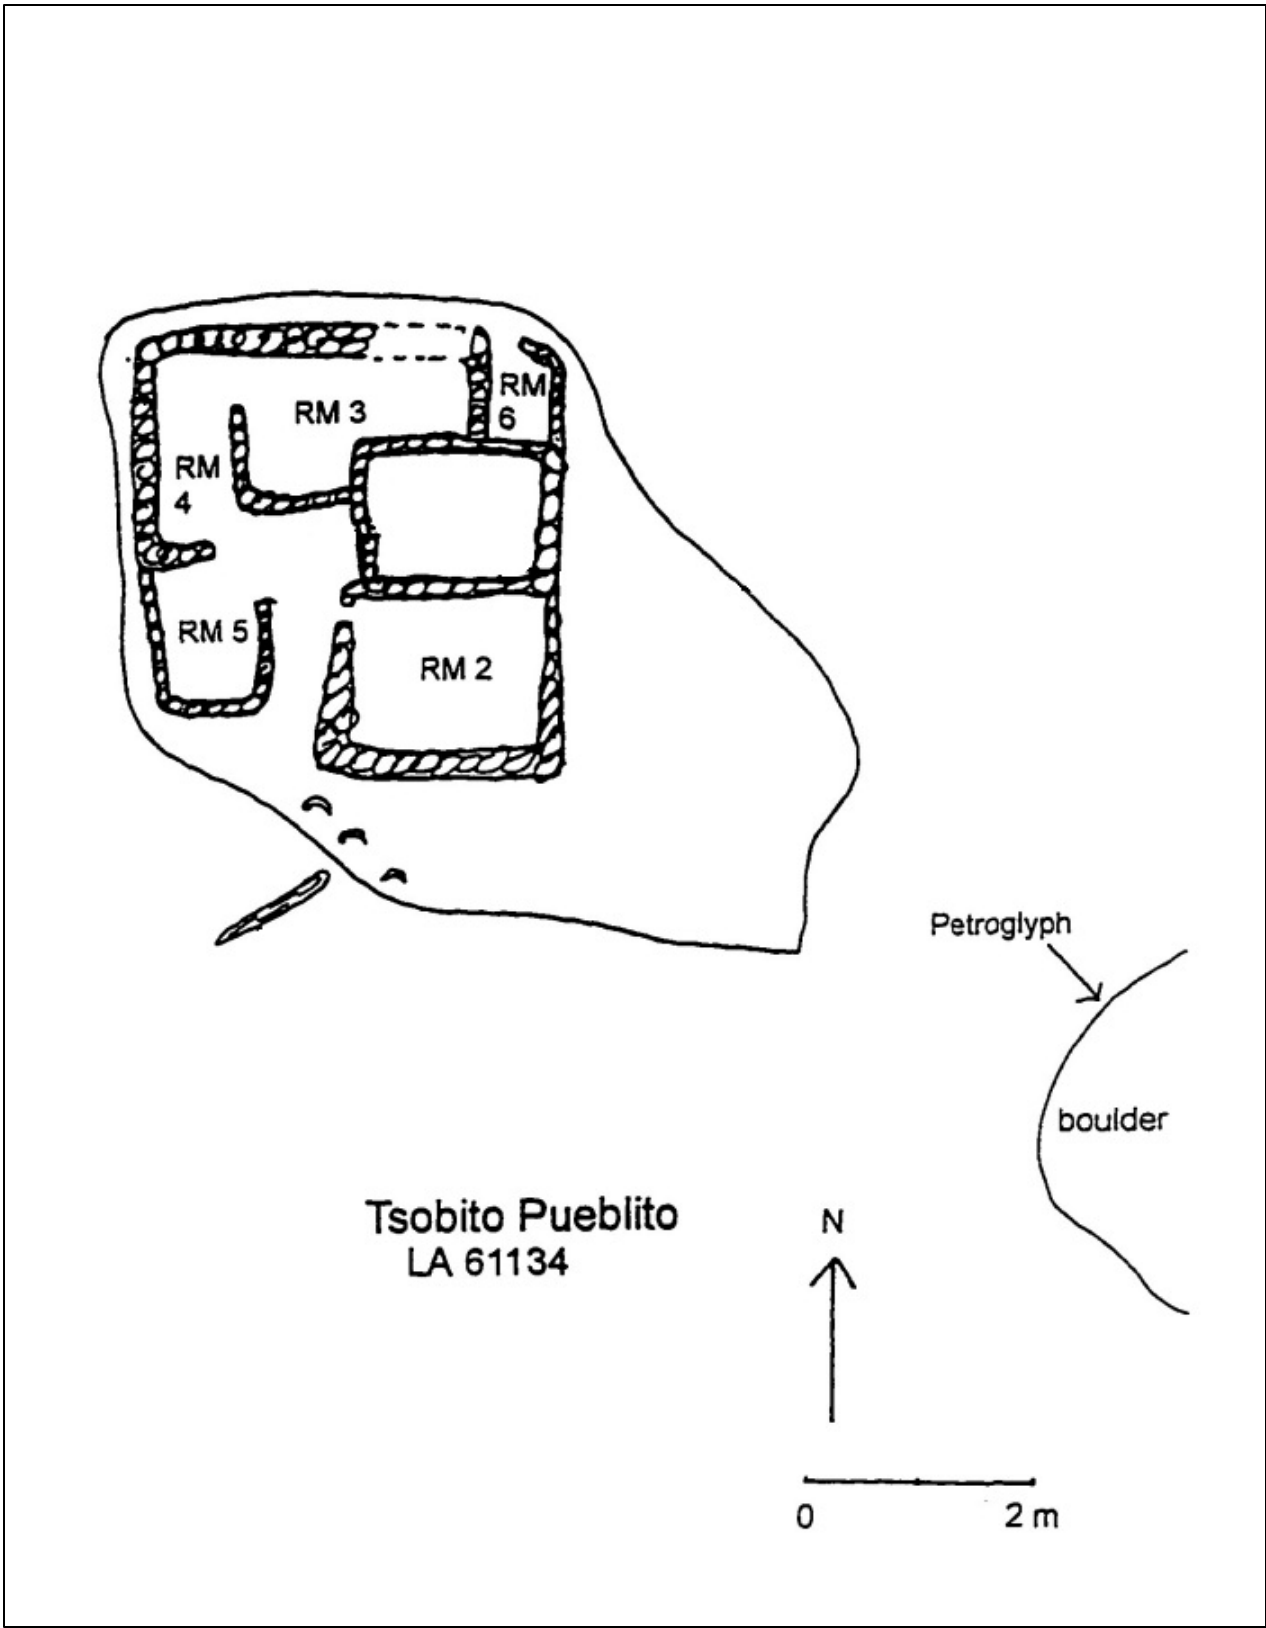 RM 3
RM
6
RM
4
RM 5
RM 2
Petroglyph
boulder
Tsobito Pueblito
LA 61134
N
0
2 m